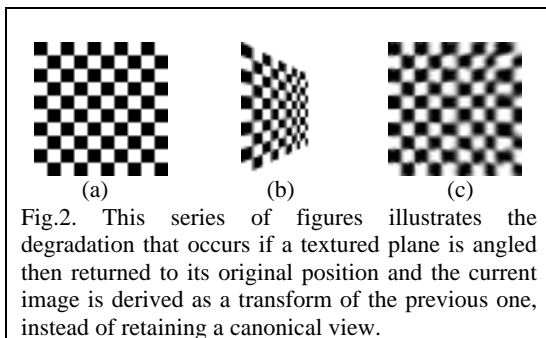 (a) (b) (c)
Fig.2. This series of figures illustrates the
degradation that occurs if a textured plane is angled
then returned to its original position and the current
image is derived as a transform of the previous one,
instead of retaining a canonical view.